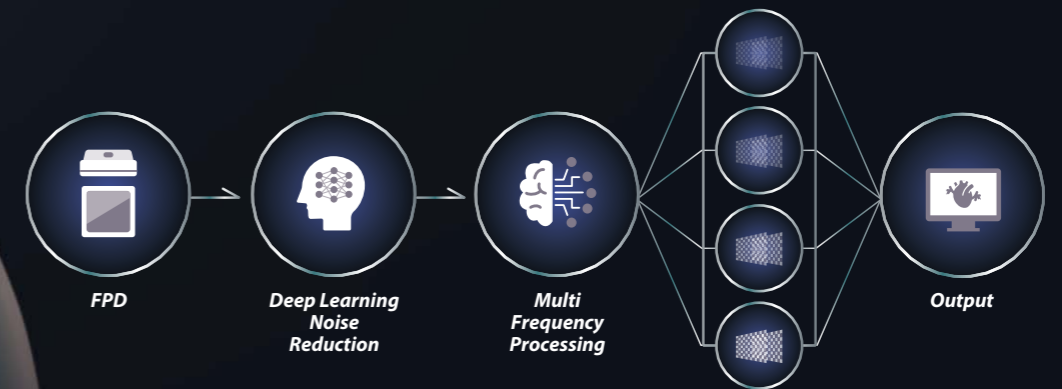 FPD
Deep Learning
Noise
Reduction
Multi
Frequency
Processing
Output